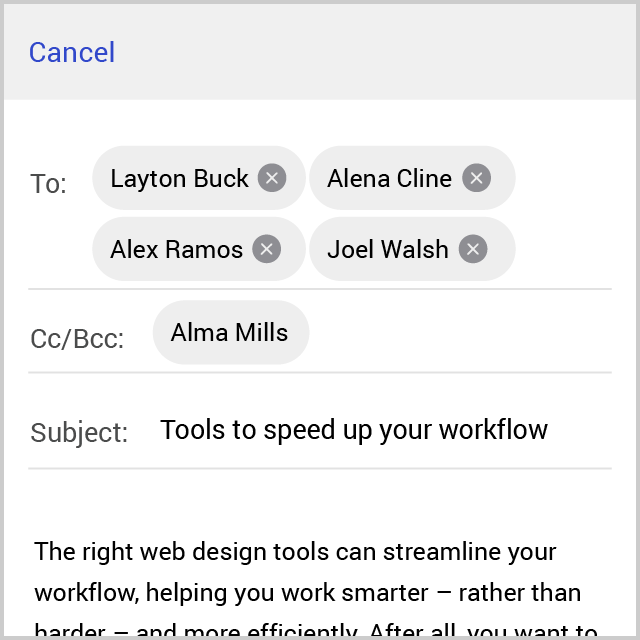 Cancel
To: Layton Buck Alena Cline
Alex Ramos Joel Walsh
Cc/Bcc: Alma Mills
Subject: Tools to speed up your workflow
The right web design tools can streamline your
workflow, helping you work smarter – rather than
harder – and more efficiently. After all, you want to